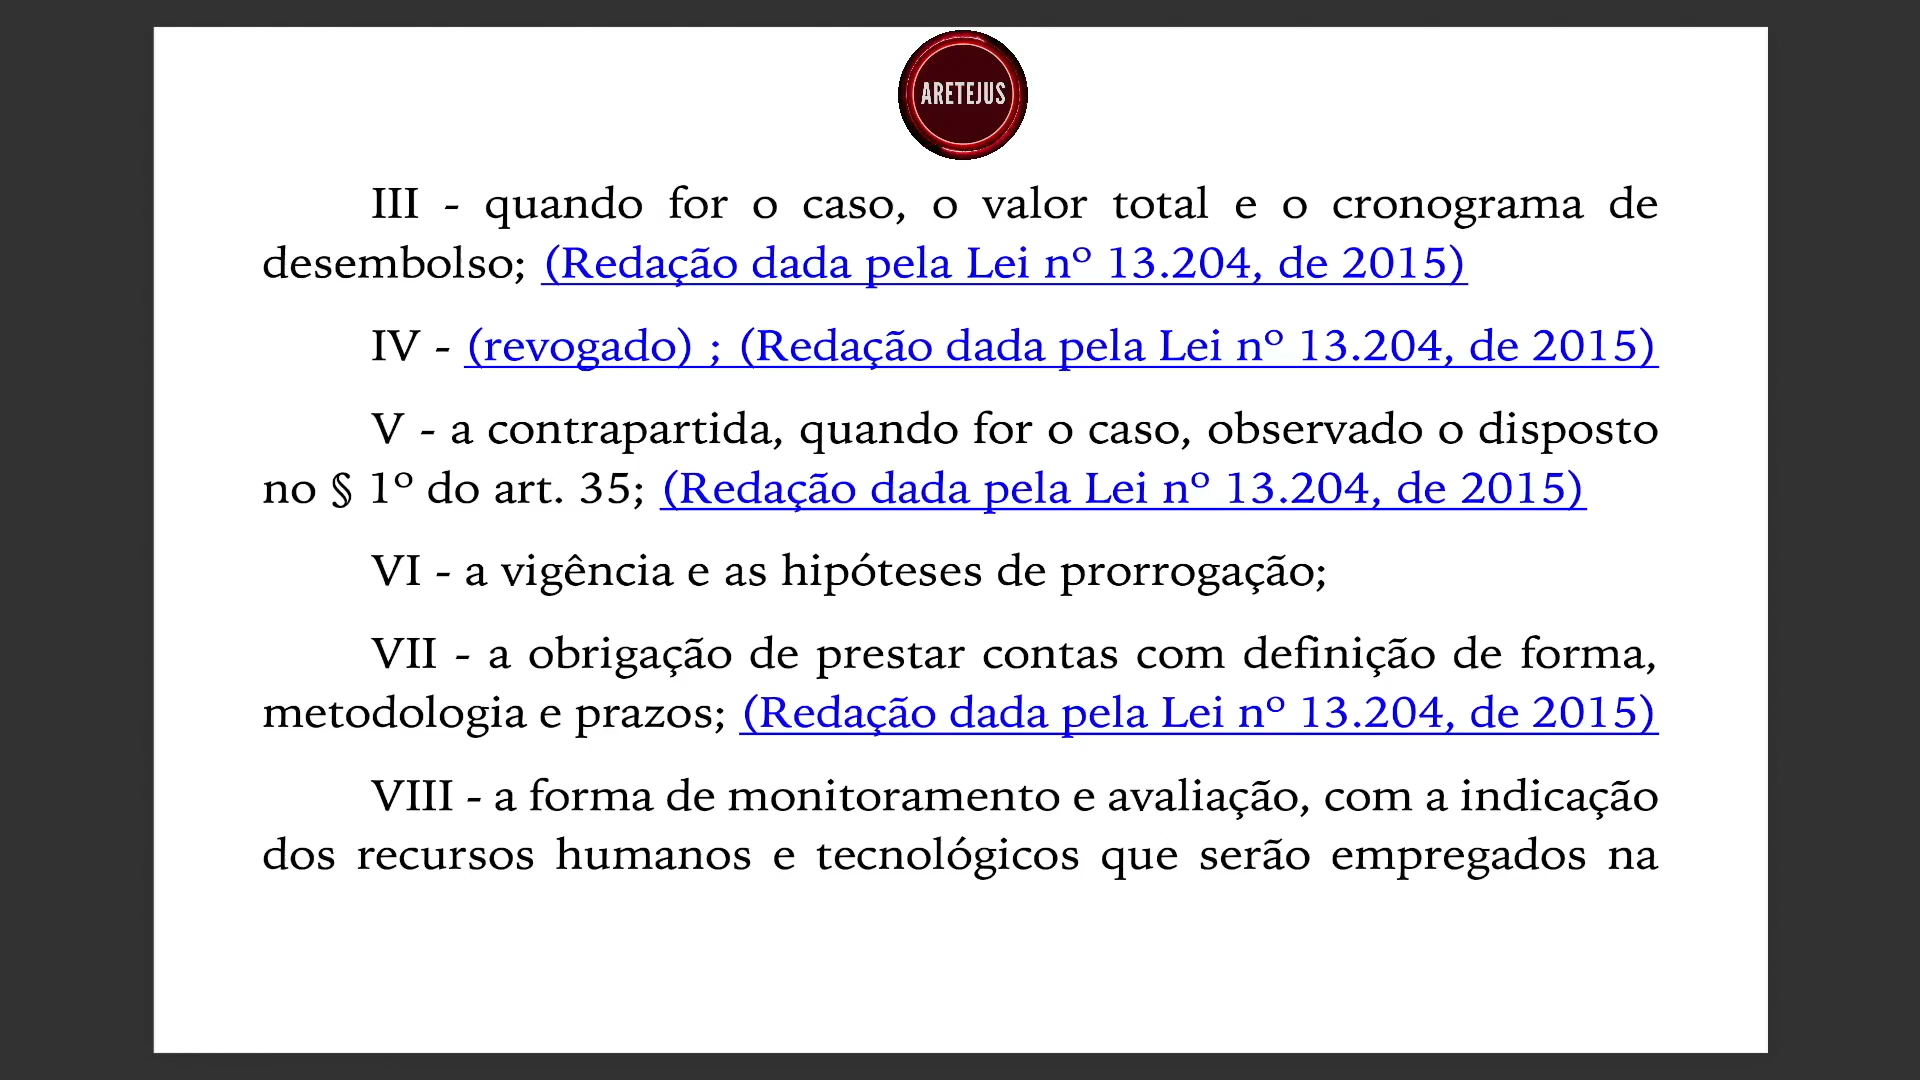 ARETEJUS
III - quando for o caso, o valor total e o cronograma de
desembolso; (Redação dada pela Lei nº 13.204, de 2015)
IV - (revogado) ; (Redação dada pela Lei nº 13.204, de 2015)
V - a contrapartida, quando for o caso, observado o disposto
no § 1º do art. 35; (Redação dada pela Lei nº 13.204, de 2015)
VI - a vigência e as hipóteses de prorrogação;
VII - a obrigação de prestar contas com definição de forma,
metodologia e prazos; (Redação dada pela Lei nº 13.204, de 2015)
VIII - a forma de monitoramento e avaliação, com a indicação
dos recursos humanos e tecnológicos que serão empregados na